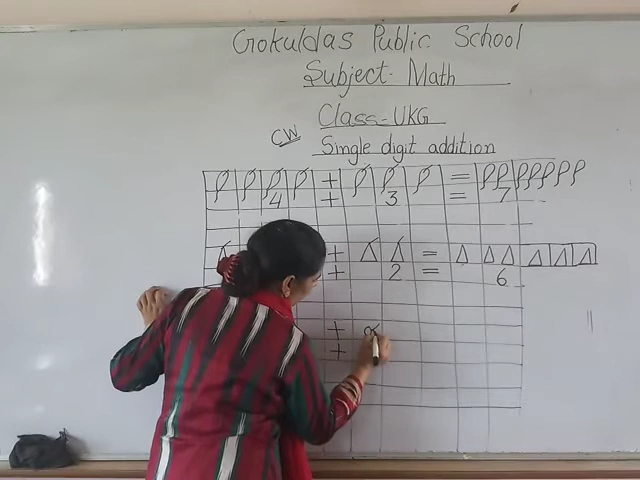 Gokuldas Public School
Subject- Math
Class-UKG
CW
Single digit addition
+ =
4 + 3 = 7
+ =
+ 2 = 6
+
+